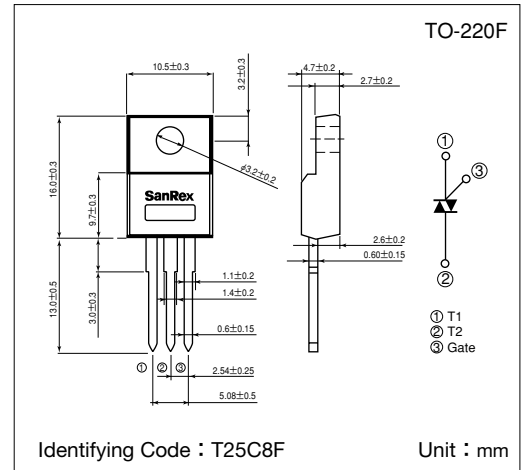 TO-220F
10.5±0.3
3.2±0.2
4.7±0.2
2.7±0.2
φ3.2±0.2
16.0±0.3
9.7±0.3
SanRex
13.0±0.5
3.0±0.3
1.1±0.2
1.4±0.2
0.6±0.15
2.6±0.2
0.60±0.15
① ② ③
2.54±0.25
5.08±0.5
①
③
②
① T1
② T2
③ Gate
Identifying Code：T25C8F
Unit：mm